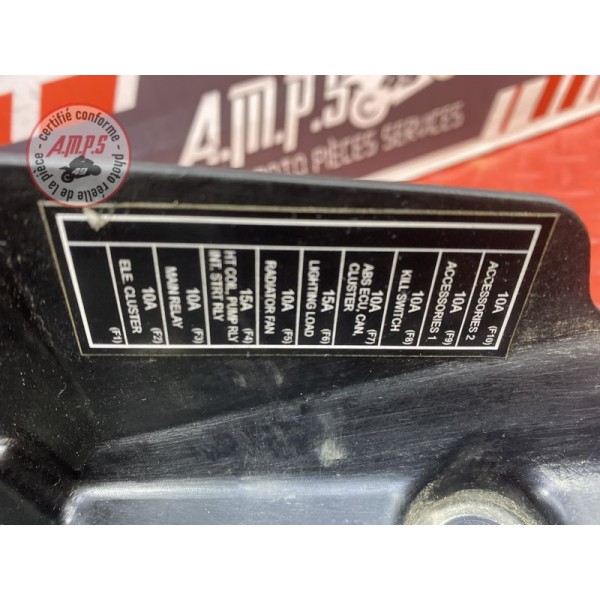 A.M.P.S
PIÈCES SERVICES
- certifié conforme -
A.M.P.S
49
photo réelle de la pièce
10A (F10)
ACCESSORIES 2
10A (F9)
ACCESSORIES 1
10A (F8)
KILL SWITCH
10A (F7)
ABS ECU, CAN,
CLUSTER
15A (F6)
LIGHTING LOAD
10A (F5)
RADIATOR FAN
15A (F4)
HT COIL, PUMP RLY
INT. STRT RLY
10A (F3)
MAIN RELAY
10A (F2)
ELE. CLUSTER
(F1)